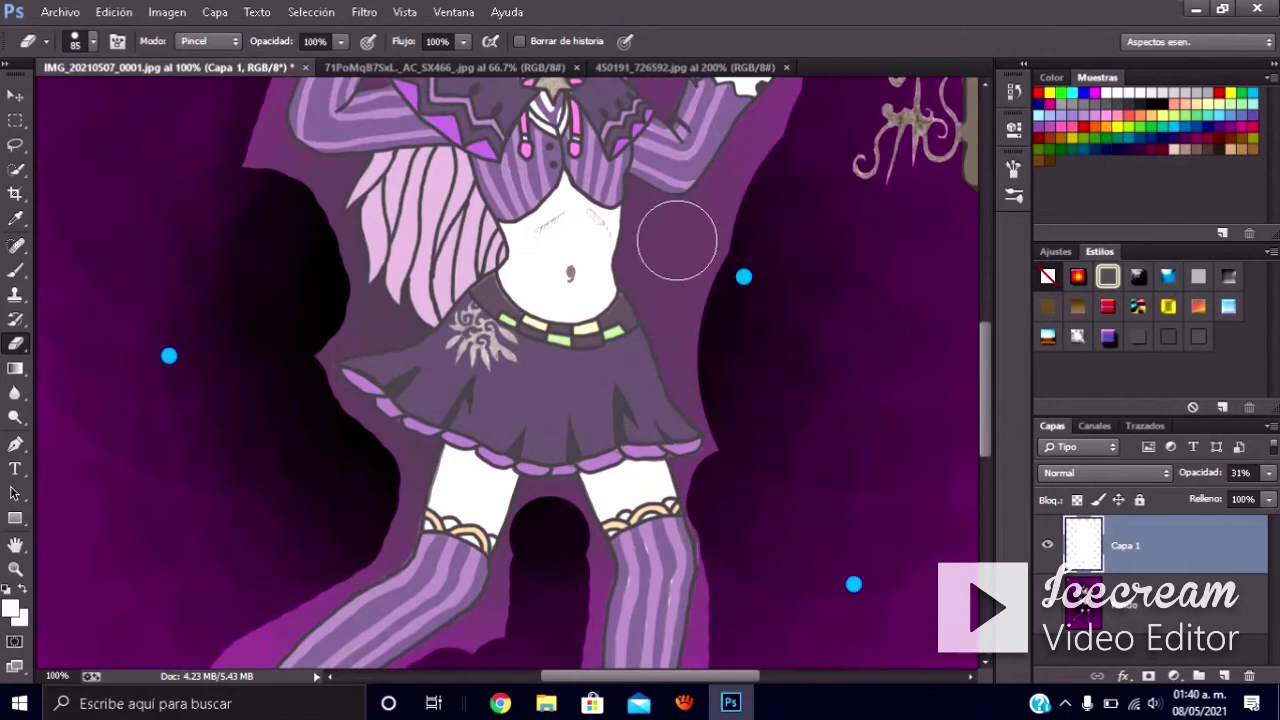 Ps Archivo Edición Imagen Capa Texto Selección Filtro Vista Ventana Ayuda
85 Modo: Pincel Opacidad: 100% Flujo: 100% Borrar de historia Aspectos esen.
IMG_20210507_0001.jpg al 100% (Capa 1, RGB/8*) * × 71PoMqB7SxL._AC_SX466_.jpg al 66.7% (RGB/8#) × 450191_726592.jpg al 200% (RGB/8#) ×
Color Muestras
Ajustes Estilos
Capas Canales Trazados
Tipo
Normal Opacidad: 31%
Bloq.: Relleno: 100%
Capa 1
Icecream
Video Editor
100% Doc: 4.23 MB/5.43 MB
Escribe aquí para buscar
Ps
01:40 a. m.
08/05/2021